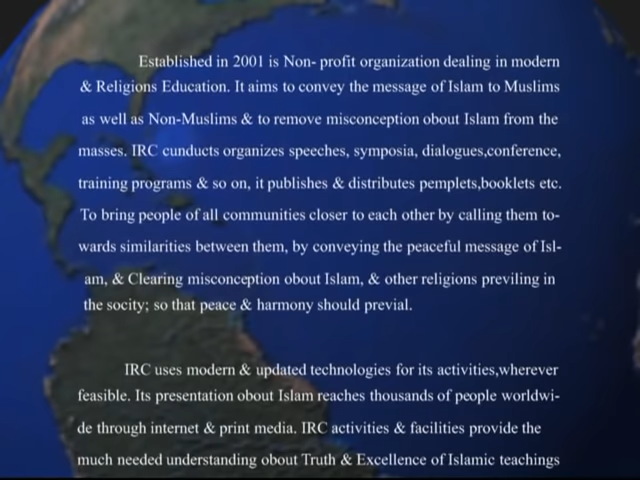 Established in 2001 is Non- profit organization dealing in modern
& Religions Education. It aims to convey the message of Islam to Muslims
as well as Non-Muslims & to remove misconception obout Islam from the
masses. IRC cunducts organizes speeches, symposia, dialogues,conference,
training programs & so on, it publishes & distributes pemplets,booklets etc.
To bring people of all communities closer to each other by calling them to-
wards similarities between them, by conveying the peaceful message of Isl-
am, & Clearing misconception obout Islam, & other religions previling in
the socity; so that peace & harmony should previal.
IRC uses modern & updated technologies for its activities,wherever
feasible. Its presentation obout Islam reaches thousands of people worldwi-
de through internet & print media. IRC activities & facilities provide the
much needed understanding obout Truth & Excellence of Islamic teachings